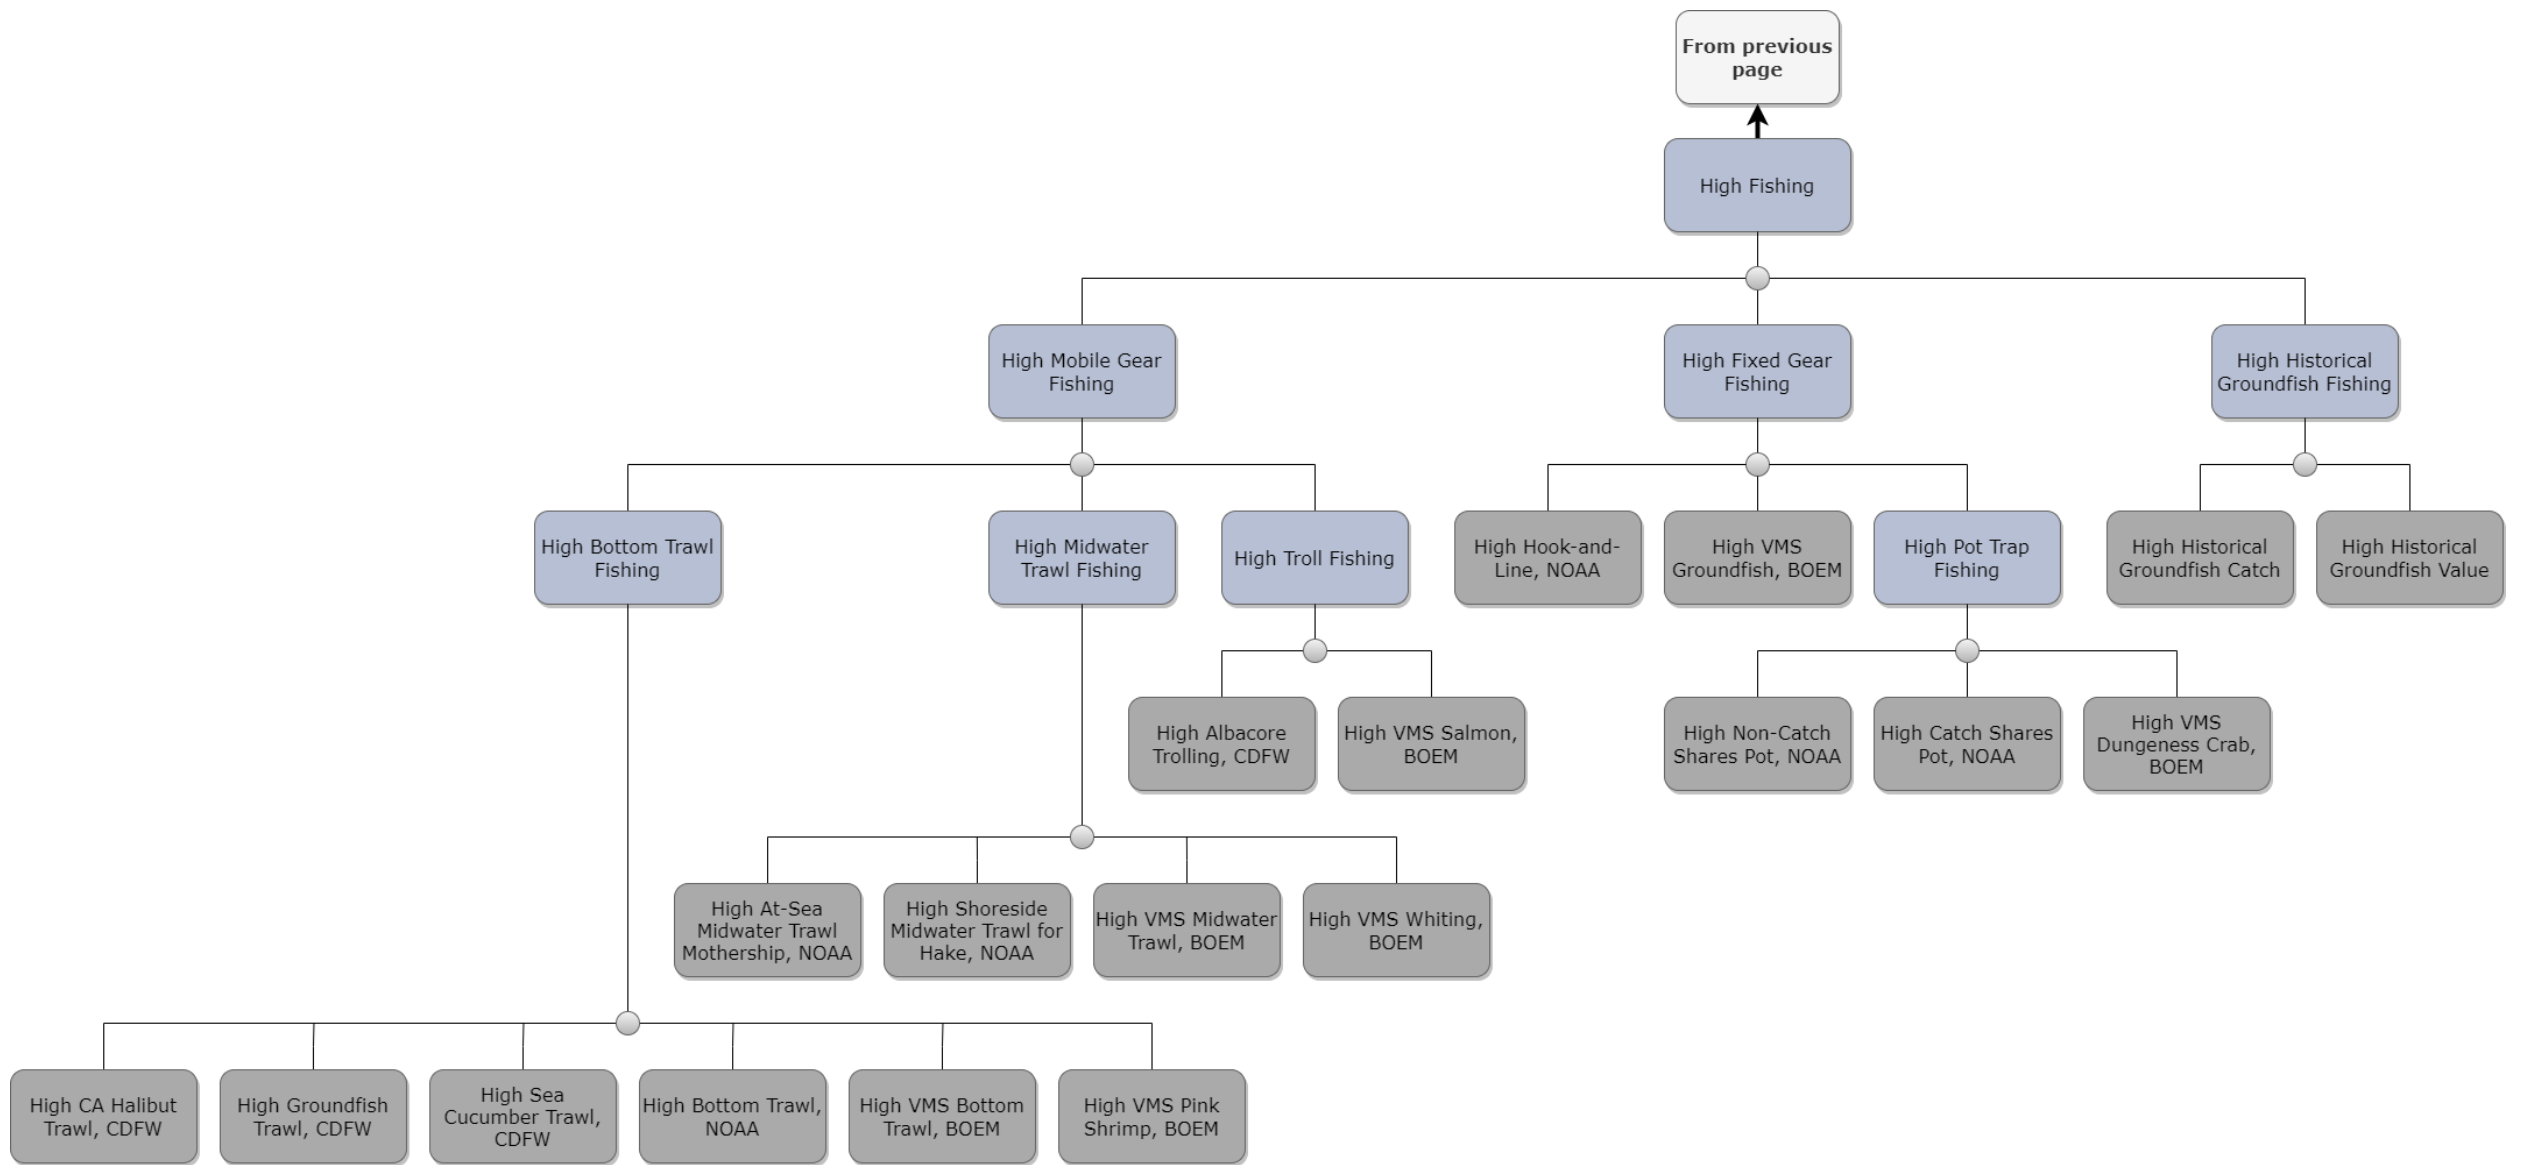 From previous
page
High Fishing
High Mobile Gear
Fishing
High Fixed Gear
Fishing
High Historical
Groundfish Fishing
High Bottom Trawl
Fishing
High Midwater
Trawl Fishing
High Troll Fishing
High Hook-and-
Line, NOAA
High VMS
Groundfish, BOEM
High Pot Trap
Fishing
High Historical
Groundfish Catch
High Historical
Groundfish Value
High Albacore
Trolling, CDFW
High VMS Salmon,
BOEM
High Non-Catch
Shares Pot, NOAA
High Catch Shares
Pot, NOAA
High VMS
Dungeness Crab,
BOEM
High At-Sea
Midwater Trawl
Mothership, NOAA
High Shoreside
Midwater Trawl for
Hake, NOAA
High VMS Midwater
Trawl, BOEM
High VMS Whiting,
BOEM
High CA Halibut
Trawl, CDFW
High Groundfish
Trawl, CDFW
High Sea
Cucumber Trawl,
CDFW
High Bottom Trawl,
NOAA
High VMS Bottom
Trawl, BOEM
High VMS Pink
Shrimp, BOEM